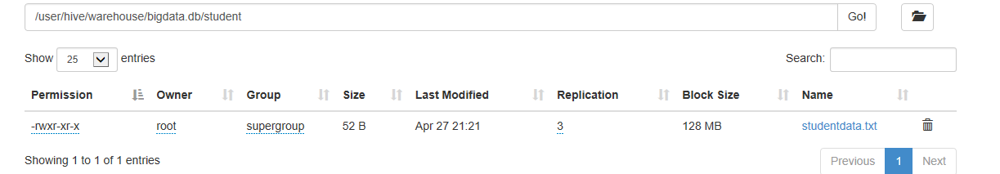 /user/hive/warehouse/bigdata.db/student Go!
Show 25 entries Search:
Permission Owner Group Size Last Modified Replication Block Size Name
-rwxr-xr-x root supergroup 52 B Apr 27 21:21 3 128 MB studentdata.txt
Showing 1 to 1 of 1 entries Previous 1 Next